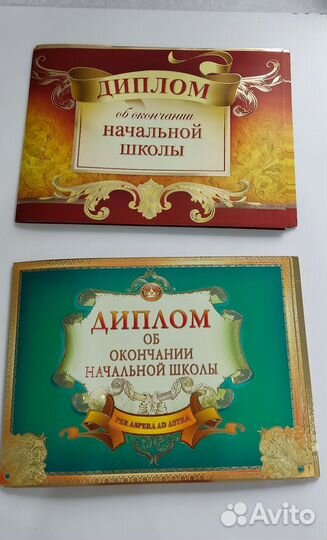 ДИПЛОМ
об окончании
НАЧАЛЬНОЙ
ШКОЛЫ
ДИПЛОМ
ОБ
ОКОНЧАНИИ
НАЧАЛЬНОЙ ШКОЛЫ
PER ASPERA AD ASTRA
Avito